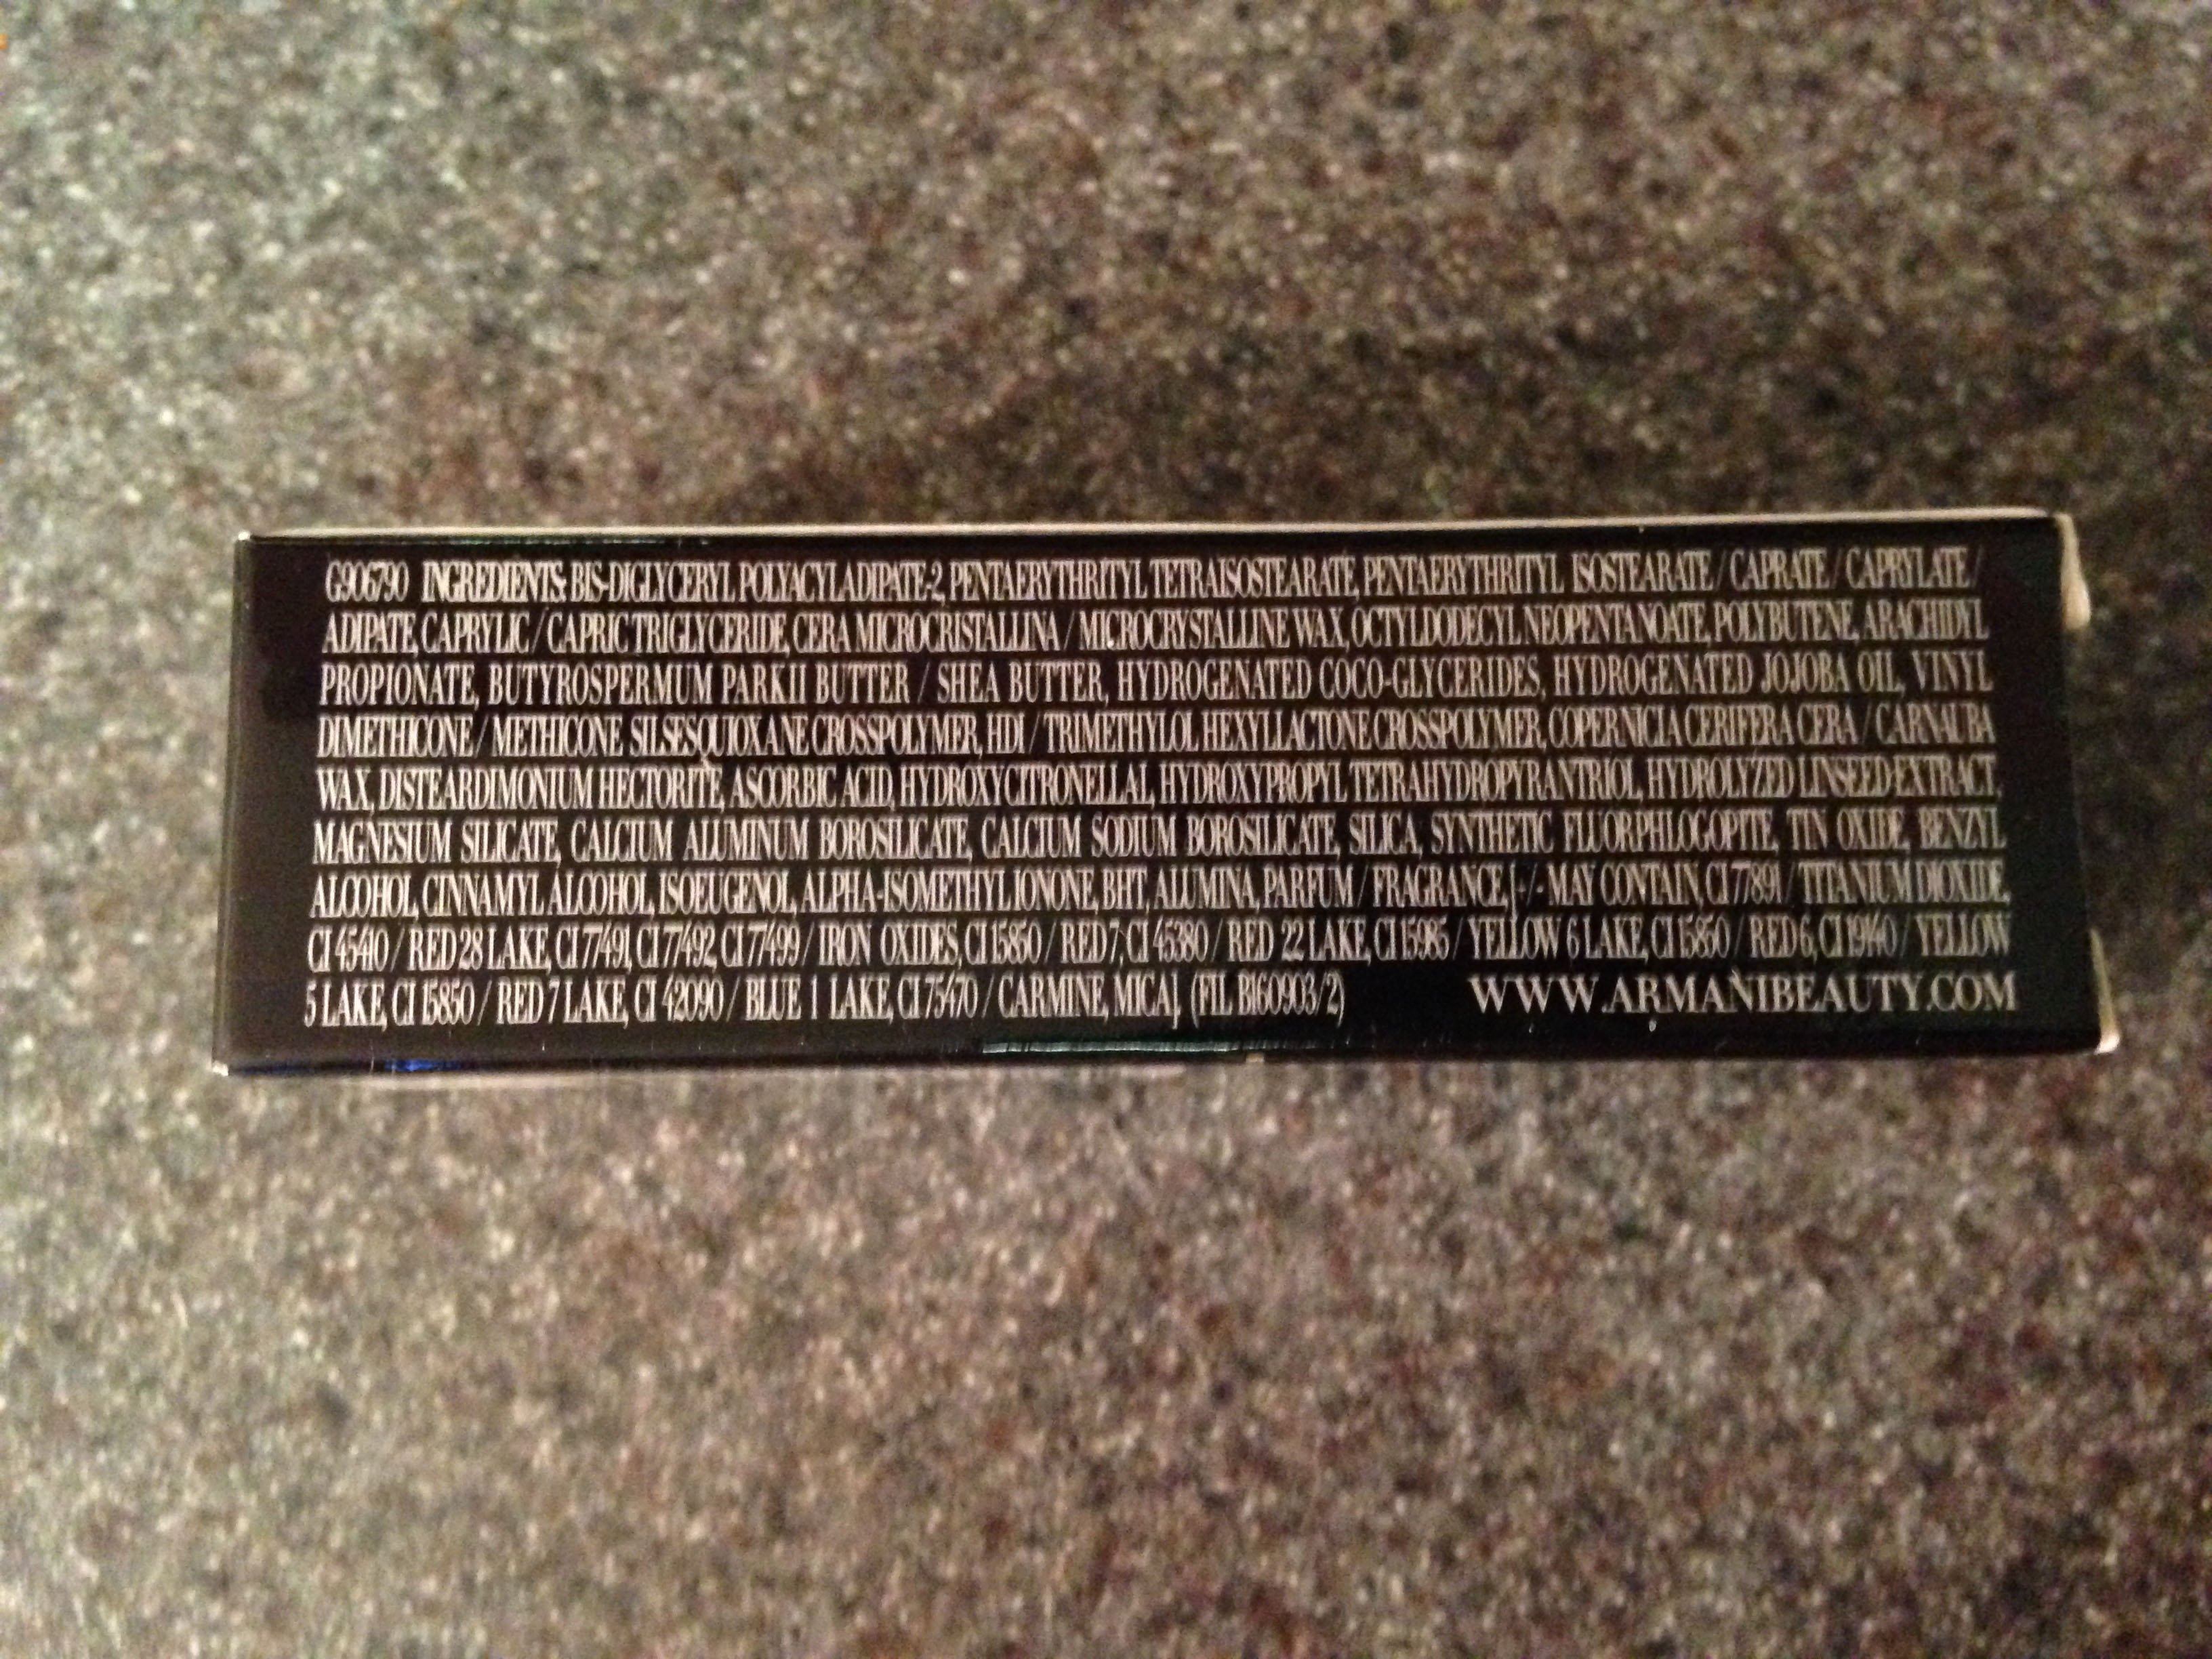 G906790 INGREDIENTS: BIS-DIGLYCERYL POLYACYLADIPATE-2, PENTAERYTHRITYL TETRAISOSTEARATE, PENTAERYTHRITYL ISOSTEARATE / CAPRATE / CAPRYLATE /
ADIPATE, CAPRYLIC / CAPRIC TRIGLYCERIDE, CERA MICROCRISTALLINA / MICROCRYSTALLINE WAX, OCTYLDODECYL NEOPENTANOATE, POLYBUTENE, ARACHIDYL
PROPIONATE, BUTYROSPERMUM PARKII BUTTER / SHEA BUTTER, HYDROGENATED COCO-GLYCERIDES, HYDROGENATED JOJOBA OIL, VINYL
DIMETHICONE / METHICONE SILSESQUIOXANE CROSSPOLYMER, HDI / TRIMETHYLOL HEXYLLACTONE CROSSPOLYMER, COPERNICIA CERIFERA CERA / CARNAUBA
WAX, DISTEARDIMONIUM HECTORITE, ASCORBIC ACID, HYDROXYCITRONELLAL, HYDROXYPROPYL TETRAHYDROPYRANTRIOL, HYDROLYZED LINSEED EXTRACT,
MAGNESIUM SILICATE, CALCIUM ALUMINUM BOROSILICATE, CALCIUM SODIUM BOROSILICATE, SILICA, SYNTHETIC FLUORPHLOGOPITE, TIN OXIDE, BENZYL
ALCOHOL, CINNAMYL ALCOHOL, ISOEUGENOL, ALPHA-ISOMETHYL IONONE, BHT, ALUMINA, PARFUM / FRAGRANCE, [+/- MAY CONTAIN, CI 77891 / TITANIUM DIOXIDE,
CI 45410 / RED 28 LAKE, CI 77491, CI 77492, CI 77499 / IRON OXIDES, CI 15850 / RED 7, CI 45380 / RED 22 LAKE, CI 15985 / YELLOW 6 LAKE, CI 15850 / RED 6, CI 19140 / YELLOW
5 LAKE, CI 15850 / RED 7 LAKE, CI 42090 / BLUE 1 LAKE, CI 75470 / CARMINE, MICA], (FIL B160903/2) WWW.ARMANIBEAUTY.COM